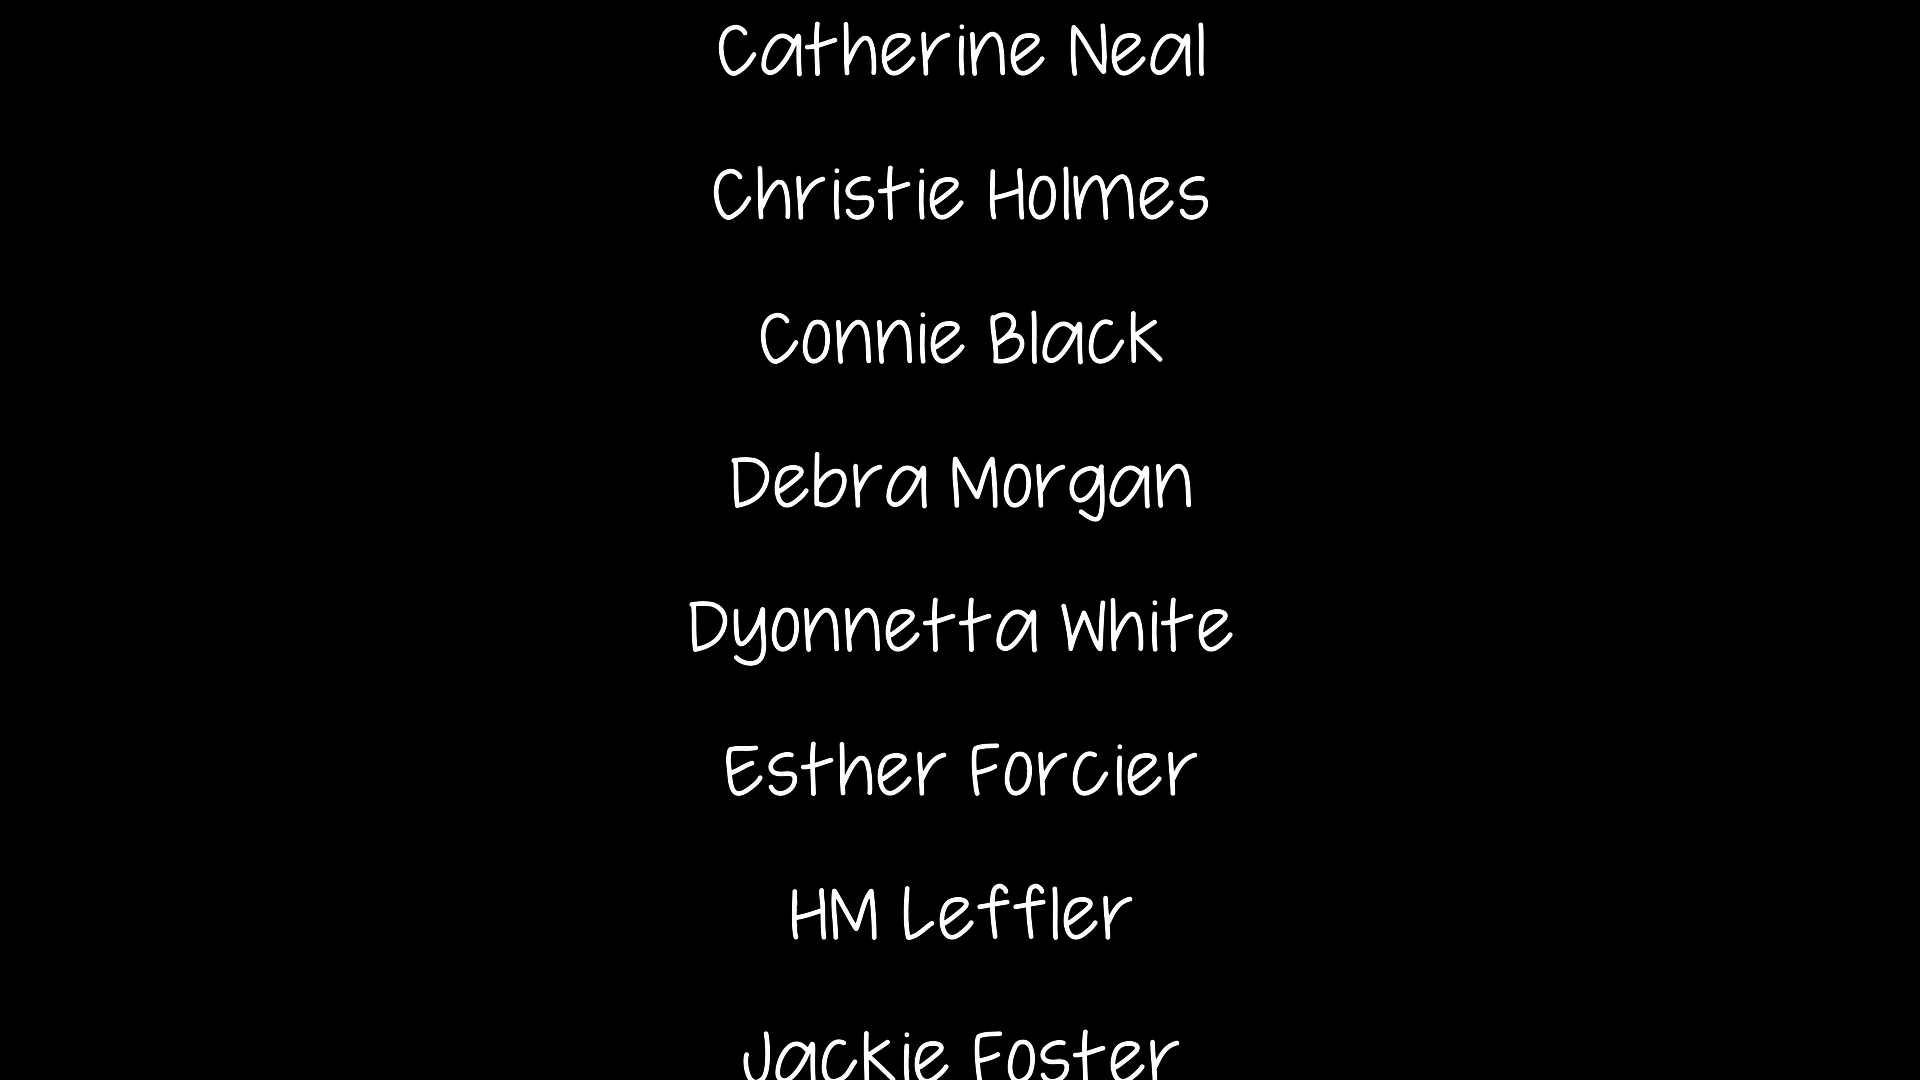 Catherine Neal
Christie Holmes
Connie Black
Debra Morgan
Dyonnetta White
Esther Forcier
HM Leffler
Jackie Foster